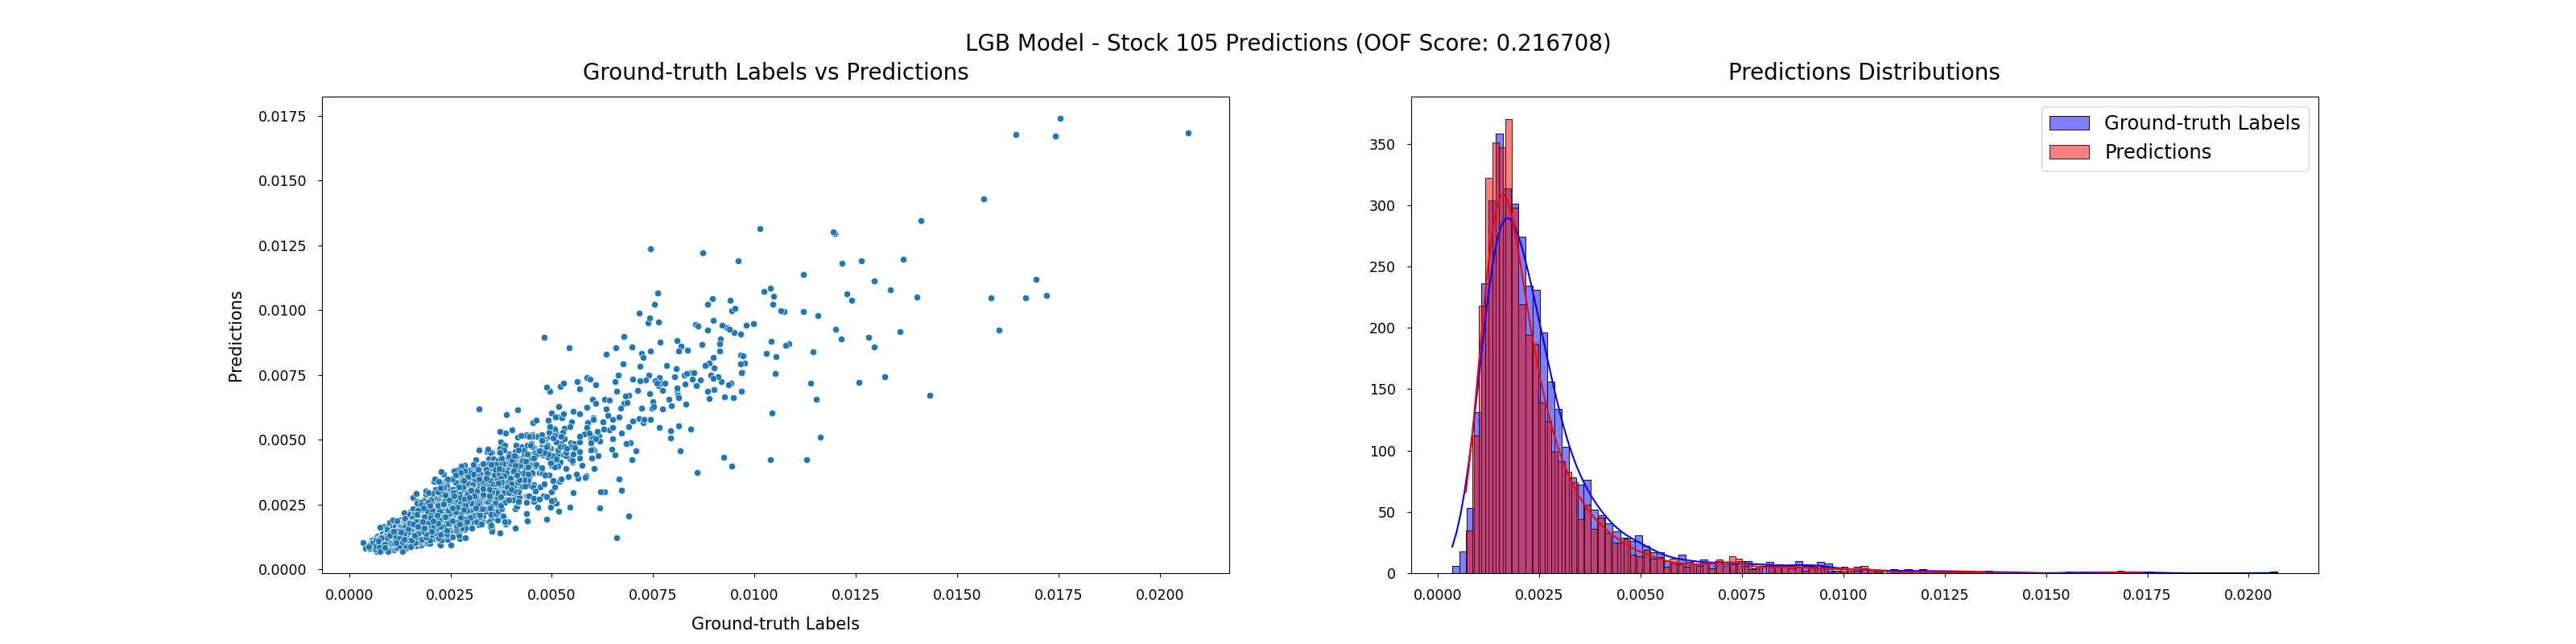 LGB Model - Stock 105 Predictions (OOF Score: 0.216708)
Ground-truth Labels vs Predictions
0.0175
0.0150
0.0125
0.0100
0.0075
0.0050
0.0025
0.0000
Predictions
0.0000 0.0025 0.0050 0.0075 0.0100 0.0125 0.0150 0.0175 0.0200
Ground-truth Labels
Predictions Distributions
Ground-truth Labels
Predictions
350
300
250
200
150
100
50
0
0.0000 0.0025 0.0050 0.0075 0.0100 0.0125 0.0150 0.0175 0.0200